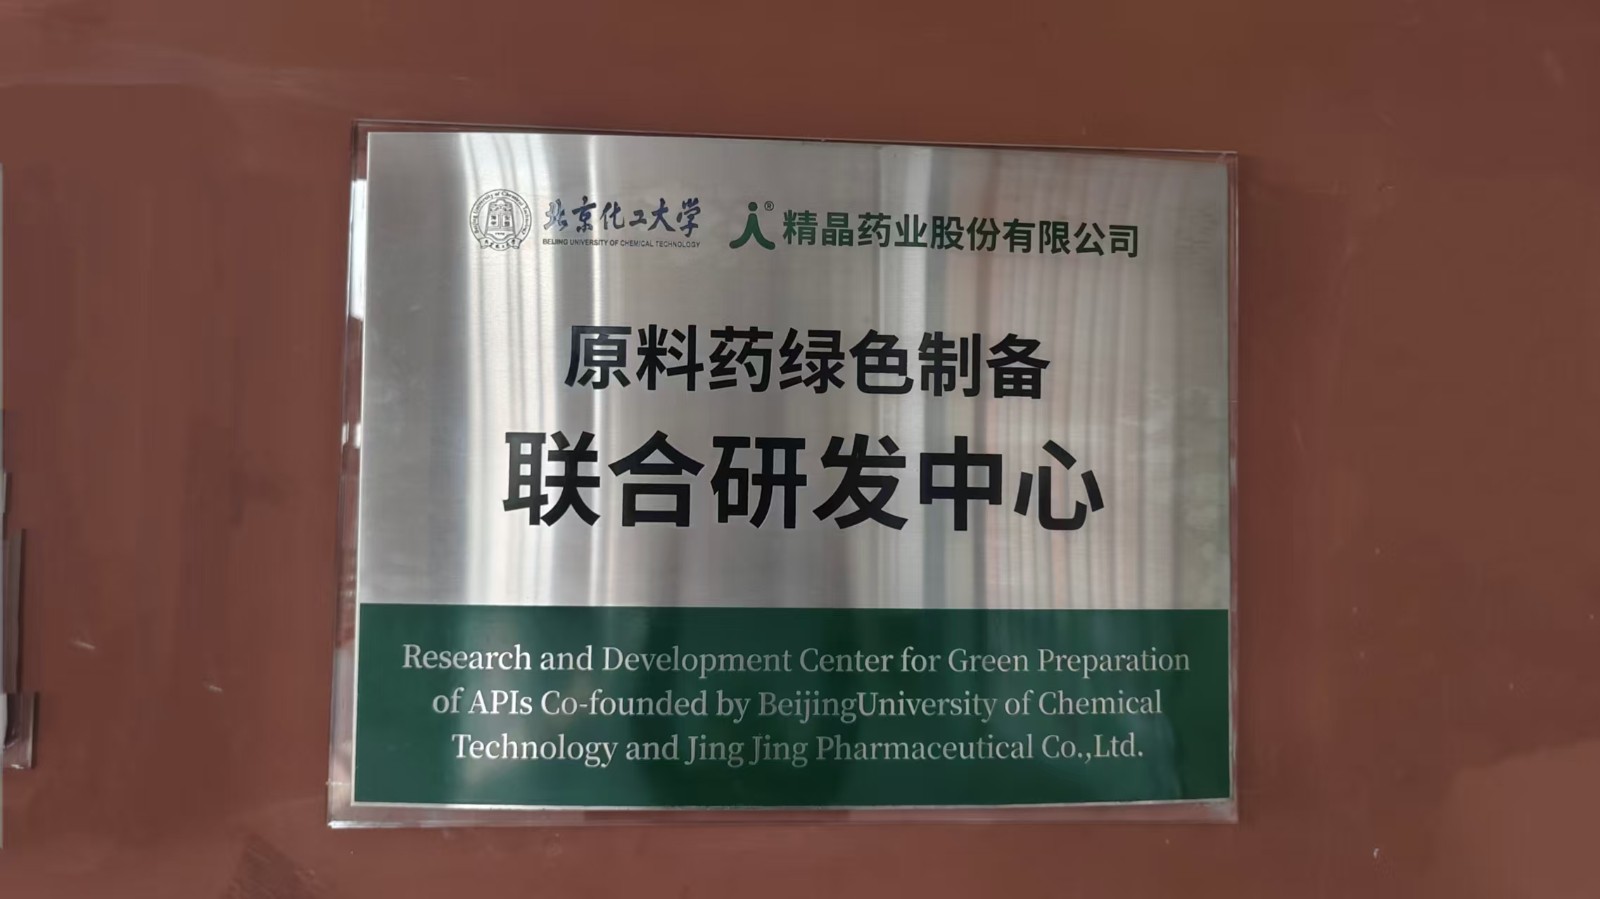 北京化工大学
BEIJING UNIVERSITY OF CHEMICAL TECHNOLOGY
精晶药业股份有限公司
原料药绿色制备
联合研发中心
Research and Development Center for Green Preparation
of APIs Co-founded by BeijingUniversity of Chemical
Technology and Jing Jing Pharmaceutical Co.,Ltd.